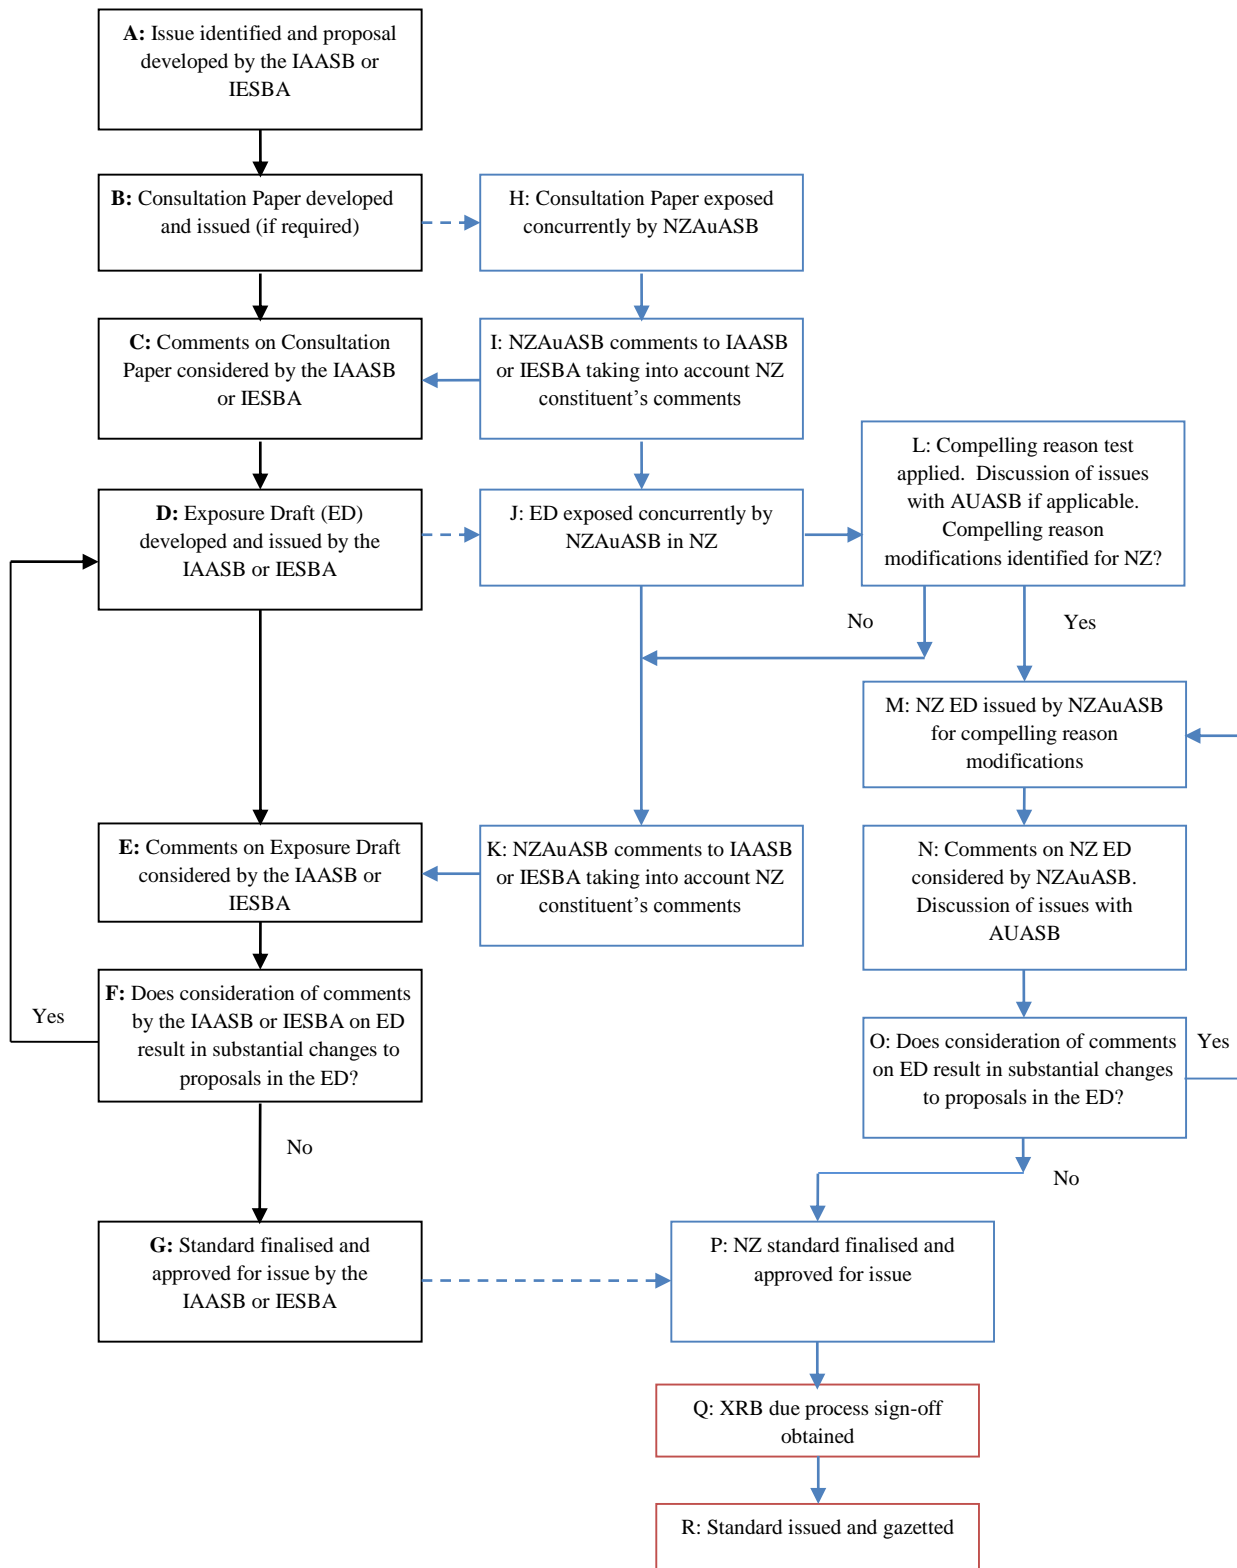 A: Issue identified and proposal
developed by the IAASB or
IESBA
B: Consultation Paper developed
and issued (if required)
H: Consultation Paper exposed
concurrently by NZAuASB
C: Comments on Consultation
Paper considered by the IAASB
or IESBA
I: NZAuASB comments to IAASB
or IESBA taking into account NZ
constituent's comments
L: Compelling reason test
applied. Discussion of issues
with AUASB if applicable.
Compelling reason
modifications identified for NZ?
D: Exposure Draft (ED)
developed and issued by the
IAASB or IESBA
J: ED exposed concurrently by
NZAuASB in NZ
No
Yes
M: NZ ED issued by NZAuASB
for compelling reason
modifications
E: Comments on Exposure Draft
considered by the IAASB or
IESBA
K: NZAuASB comments to IAASB
or IESBA taking into account NZ
constituent's comments
N: Comments on NZ ED
considered by NZAuASB.
Discussion of issues with
AUASB
Yes
F: Does consideration of comments
by the IAASB or IESBA on ED
result in substantial changes to
proposals in the ED?
O: Does consideration of comments
on ED result in substantial changes
to proposals in the ED?
Yes
No
No
G: Standard finalised and
approved for issue by the
IAASB or IESBA
P: NZ standard finalised and
approved for issue
Q: XRB due process sign-off
obtained
R: Standard issued and gazetted